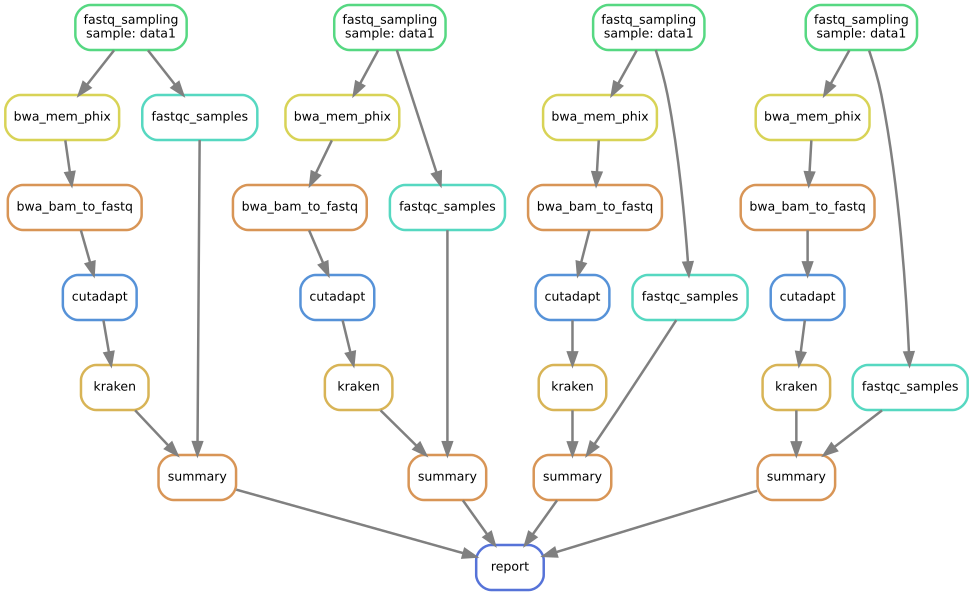 fastq_sampling
sample: data1
fastq_sampling
sample: data1
fastq_sampling
sample: data1
fastq_sampling
sample: data1
bwa_mem_phix
fastqc_samples
bwa_mem_phix
bwa_mem_phix
bwa_mem_phix
bwa_bam_to_fastq
bwa_bam_to_fastq
fastqc_samples
bwa_bam_to_fastq
bwa_bam_to_fastq
cutadapt
cutadapt
cutadapt
fastqc_samples
cutadapt
kraken
kraken
kraken
kraken
fastqc_samples
summary
summary
summary
summary
report